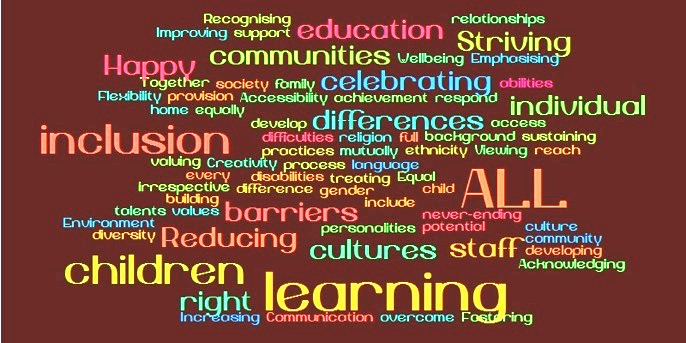 Recognising relationships
Improving support education Striving
communities Wellbeing Emphasising
Happy
Together society family celebrating abilities
Flexibility provision Accessibility achievement respond individual
home equally
develop differences access
inclusion difficulties religion full background sustaining
practices mutually ethnicity Viewing reach
valuing Creativity process language
every disabilities treating Equal
irrespective difference gender child ALL
building include
talents values barriers never-ending
Environment personalities potential culture
diversity Reducing community
cultures staff developing
children Acknowledging
right learning
Increasing Communication overcome Fostering